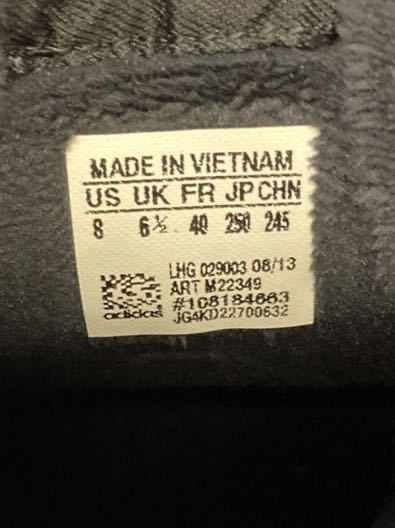 MADE IN VIETNAM
US UK FR JP CHN
8 6½ 40 250 245
LHG 029003 08/13
ART M22349
#108184663
adidas JG4KD22700632